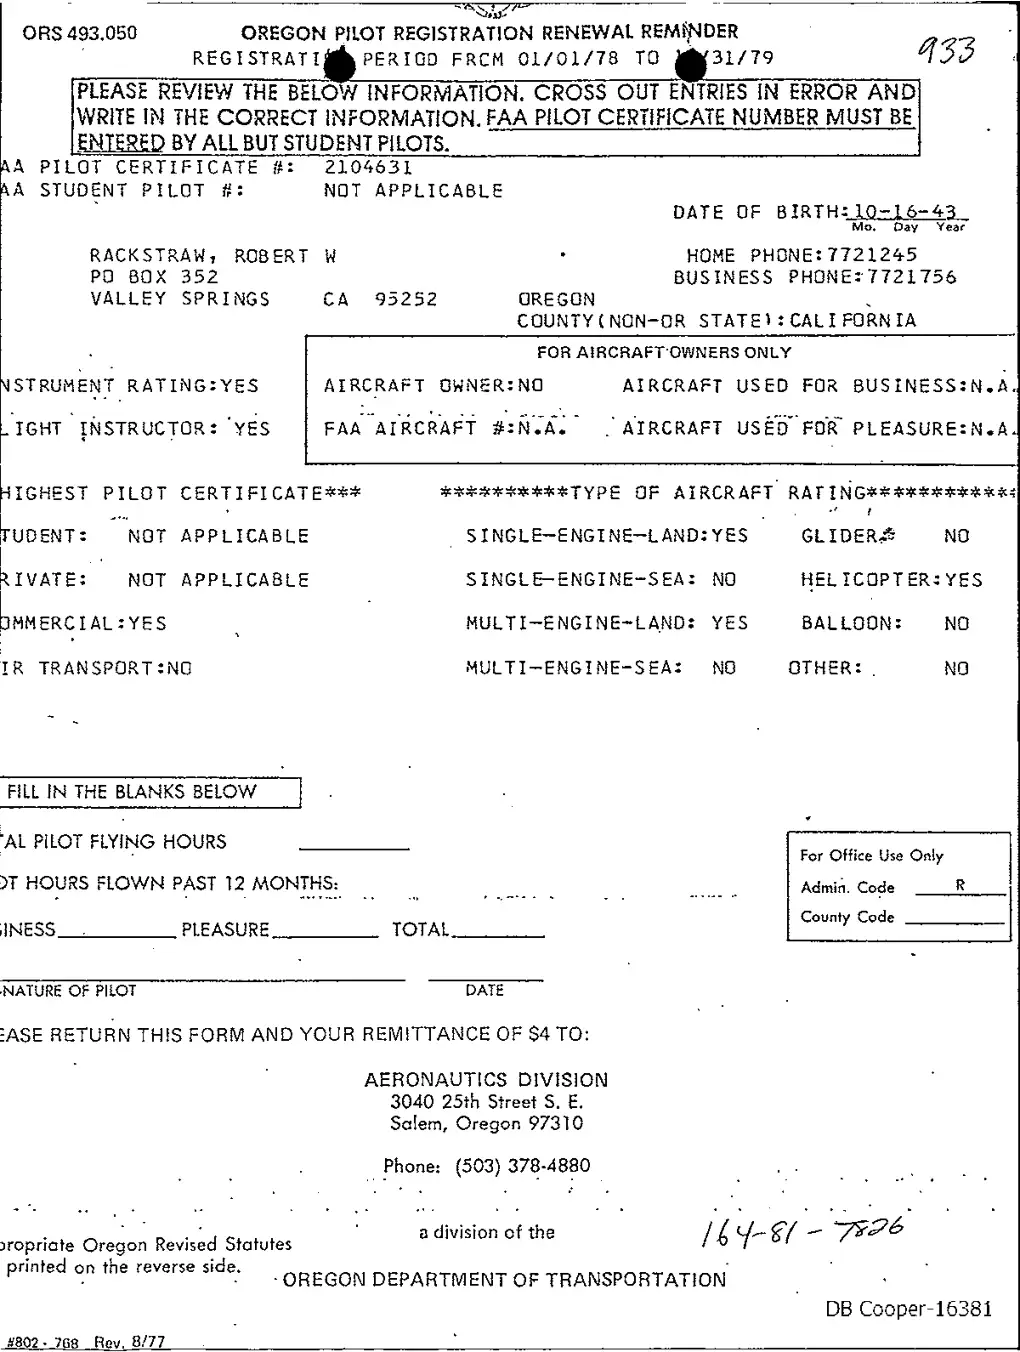 ORS 493.050 OREGON PILOT REGISTRATION RENEWAL REMINDER
933
PERIOD FRCM 01/01/78 TO /31/79
PLEASE REVIEW THE BELOW INFORMATION. CROSS OUT ENTRIES IN ERROR AND
WRITE IN THE CORRECT INFORMATION. FAA PILOT CERTIFICATE NUMBER MUST BE
ENTERED BY ALL BUT STUDENT PILOTS.
AA PILOT CERTIFICATE #: 2104631
AA STUDENT PILOT #: NOT APPLICABLE
DATE OF BIRTH: 10-16-43
Mo. Day Year
RACKSTRAW, ROBERT W HOME PHONE:7721245
PO BOX 352 BUSINESS PHONE:7721756
VALLEY SPRINGS CA 95252 OREGON
COUNTY(NON-OR STATE):CALIFORNIA
FOR AIRCRAFT OWNERS ONLY
NSTRUMENT RATING:YES AIRCRAFT OWNER:NO AIRCRAFT USED FOR BUSINESS:N.A.
LIGHT INSTRUCTOR: YES FAA AIRCRAFT #:N.A. AIRCRAFT USED FOR PLEASURE:N.A.
HIGHEST PILOT CERTIFICATE*** **********TYPE OF AIRCRAFT RATING************
TUDENT: NOT APPLICABLE SINGLE-ENGINE-LAND:YES GLIDER: NO
RIVATE: NOT APPLICABLE SINGLE-ENGINE-SEA: NO HELICOPTER:YES
OMMERCIAL:YES MULTI-ENGINE-LAND: YES BALLOON: NO
IR TRANSPORT:NO MULTI-ENGINE-SEA: NO OTHER: NO
FILL IN THE BLANKS BELOW
TAL PILOT FLYING HOURS
OT HOURS FLOWN PAST 12 MONTHS:
SINESS PLEASURE TOTAL
For Office Use Only
Admin. Code R
County Code
GNATURE OF PILOT DATE
EASE RETURN THIS FORM AND YOUR REMITTANCE OF $4 TO:
AERONAUTICS DIVISION
3040 25th Street S. E.
Salem, Oregon 97310
Phone: (503) 378-4880
a division of the
164-81-7826
propriate Oregon Revised Statutes
printed on the reverse side.
OREGON DEPARTMENT OF TRANSPORTATION
DB Cooper-16381
#802 - 768 Rev. 8/77